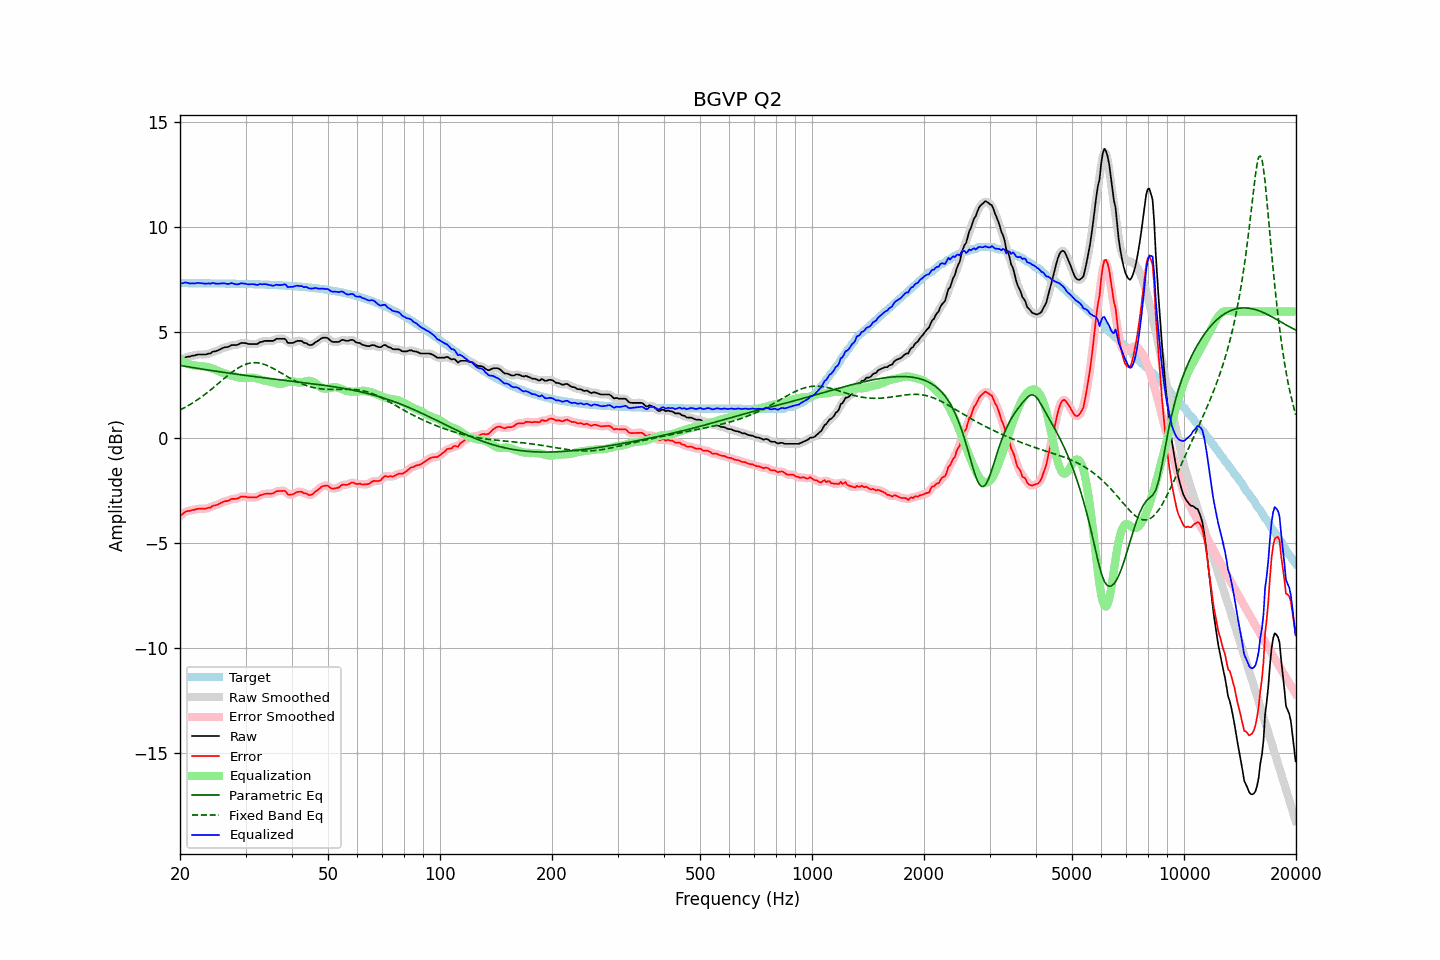 BGVP Q2
15
10
5
0
−5
−10
−15
Amplitude (dBr)
Target
Raw Smoothed
Error Smoothed
Raw
Error
Equalization
Parametric Eq
Fixed Band Eq
Equalized
20 50 100 200 500 1000 2000 5000 10000 20000
Frequency (Hz)